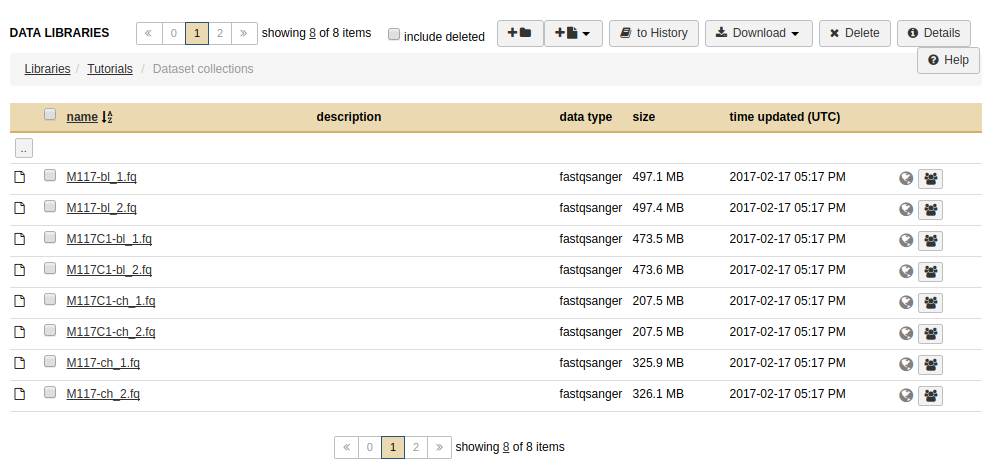 DATA LIBRARIES « 0 1 2 » showing 8 of 8 items include deleted to History Download Delete Details
Libraries / Tutorials / Dataset collections Help
name description data type size time updated (UTC)
..
M117-bl_1.fq fastqsanger 497.1 MB 2017-02-17 05:17 PM
M117-bl_2.fq fastqsanger 497.4 MB 2017-02-17 05:17 PM
M117C1-bl_1.fq fastqsanger 473.5 MB 2017-02-17 05:17 PM
M117C1-bl_2.fq fastqsanger 473.6 MB 2017-02-17 05:17 PM
M117C1-ch_1.fq fastqsanger 207.5 MB 2017-02-17 05:17 PM
M117C1-ch_2.fq fastqsanger 207.5 MB 2017-02-17 05:17 PM
M117-ch_1.fq fastqsanger 325.9 MB 2017-02-17 05:17 PM
M117-ch_2.fq fastqsanger 326.1 MB 2017-02-17 05:17 PM
« 0 1 2 » showing 8 of 8 items